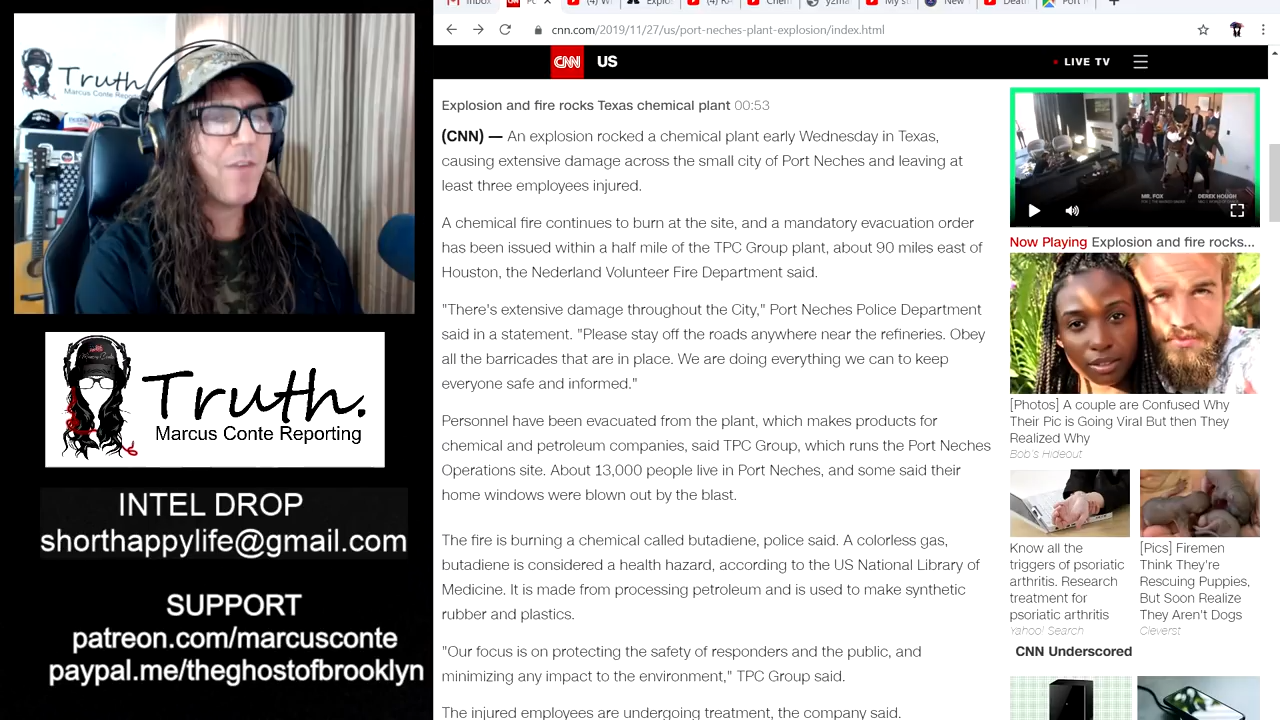 Truth.
Marcus Conte Reporting
Truth.
Marcus Conte Reporting
INTEL DROP
shorthappylife@gmail.com
SUPPORT
patreon.com/marcusconte
paypal.me/theghostofbrooklyn
Inbox
cnn.com/2019/11/27/us/port-neches-plant-explosion/index.html
CNN US
LIVE TV
Explosion and fire rocks Texas chemical plant 00:53
(CNN) — An explosion rocked a chemical plant early Wednesday in Texas,
causing extensive damage across the small city of Port Neches and leaving at
least three employees injured.
A chemical fire continues to burn at the site, and a mandatory evacuation order
has been issued within a half mile of the TPC Group plant, about 90 miles east of
Houston, the Nederland Volunteer Fire Department said.
"There's extensive damage throughout the City," Port Neches Police Department
said in a statement. "Please stay off the roads anywhere near the refineries. Obey
all the barricades that are in place. We are doing everything we can to keep
everyone safe and informed."
Personnel have been evacuated from the plant, which makes products for
chemical and petroleum companies, said TPC Group, which runs the Port Neches
Operations site. About 13,000 people live in Port Neches, and some said their
home windows were blown out by the blast.
The fire is burning a chemical called butadiene, police said. A colorless gas,
butadiene is considered a health hazard, according to the US National Library of
Medicine. It is made from processing petroleum and is used to make synthetic
rubber and plastics.
"Our focus is on protecting the safety of responders and the public, and
minimizing any impact to the environment," TPC Group said.
The injured employees are undergoing treatment, the company said.
MR. FOX
DEREK HOUGH
Now Playing Explosion and fire rocks...
[Photos] A couple are Confused Why
Their Pic is Going Viral But then They
Realized Why
Bob's Hideout
Know all the
triggers of psoriatic
arthritis. Research
treatment for
psoriatic arthritis
Yahoo! Search
[Pics] Firemen
Think They're
Rescuing Puppies,
But Soon Realize
They Aren't Dogs
Cleverst
CNN Underscored